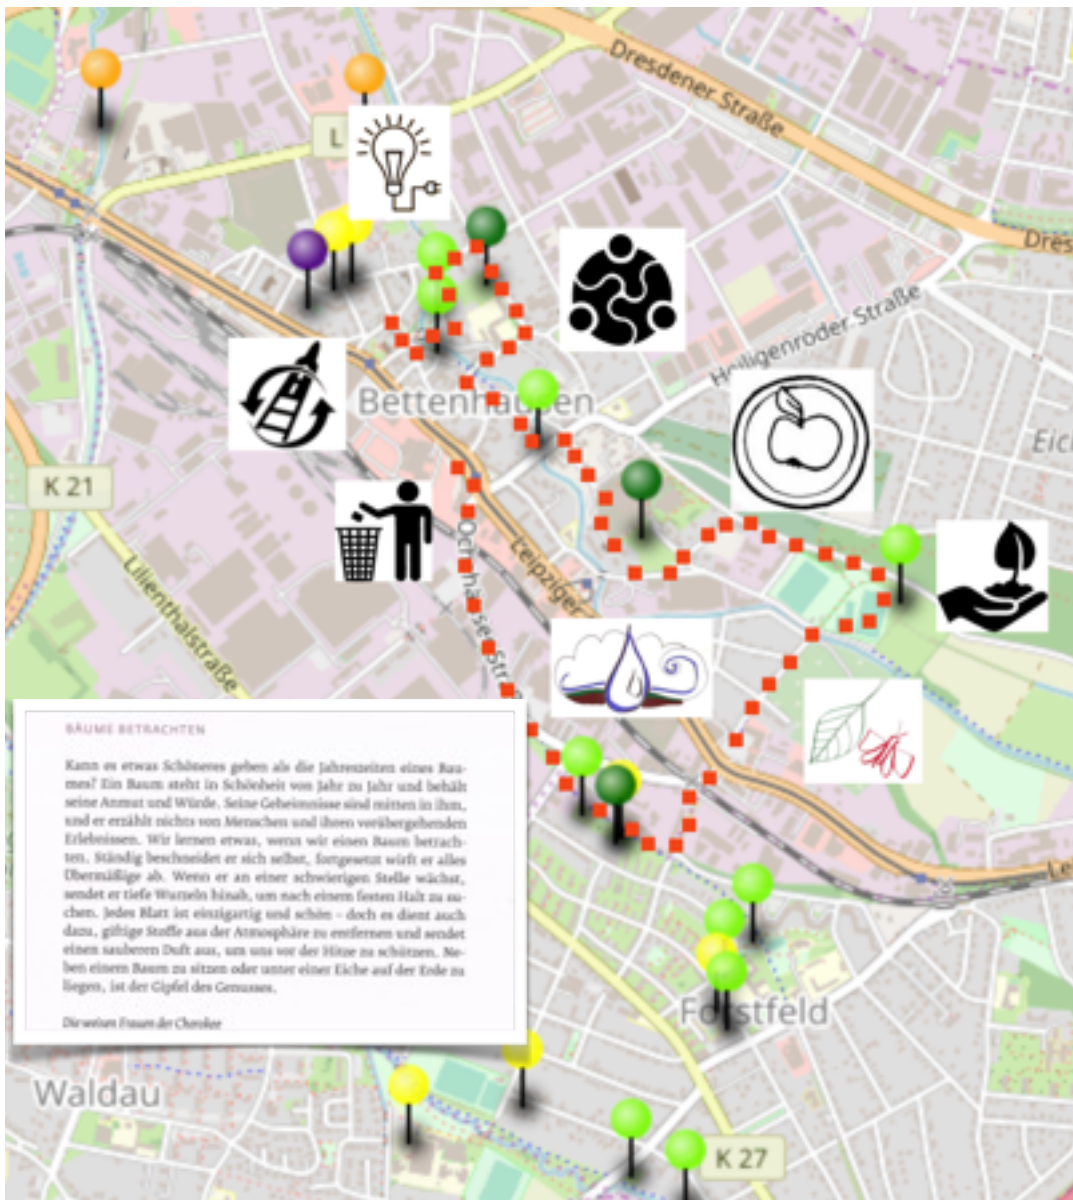 Dresdener Straße
L
Dres
Heiligenroder Straße
Bettenhausen
Eic
K 21
Ochshäuser Straß
Leipziger
Lilienthalstraße
BÄUME BETRACHTEN
Kann es etwas Schöneres geben als die Jahreszeiten eines Bau-
mes? Ein Baum steht in Schönheit von Jahr zu Jahr und behält
seine Anmut und Würde. Seine Geheimnisse sind mitten in ihm,
und er erzählt nichts von Menschen und ihren vorübergehenden
Erlebnissen. Wir lernen etwas, wenn wir einen Baum betrach-
ten. Ständig beschneidet er sich selbst, fortgesetzt wirft er alles
Übermäßige ab. Wenn er an einer schwierigen Stelle wächst,
sendet er tiefe Wurzeln hinab, um nach einem festen Halt zu su-
chen. Jedes Blatt ist einzigartig und schön – doch es dient auch
dazu, giftige Stoffe aus der Atmosphäre zu entfernen und sendet
einen sauberen Duft aus, um uns vor der Hitze zu schützen. Ne-
ben einem Baum zu sitzen oder unter einer Eiche auf der Erde zu
liegen, ist der Gipfel des Genusses.
Die weisen Frauen der Cherokee
Le
Forstfeld
Waldau
K 27